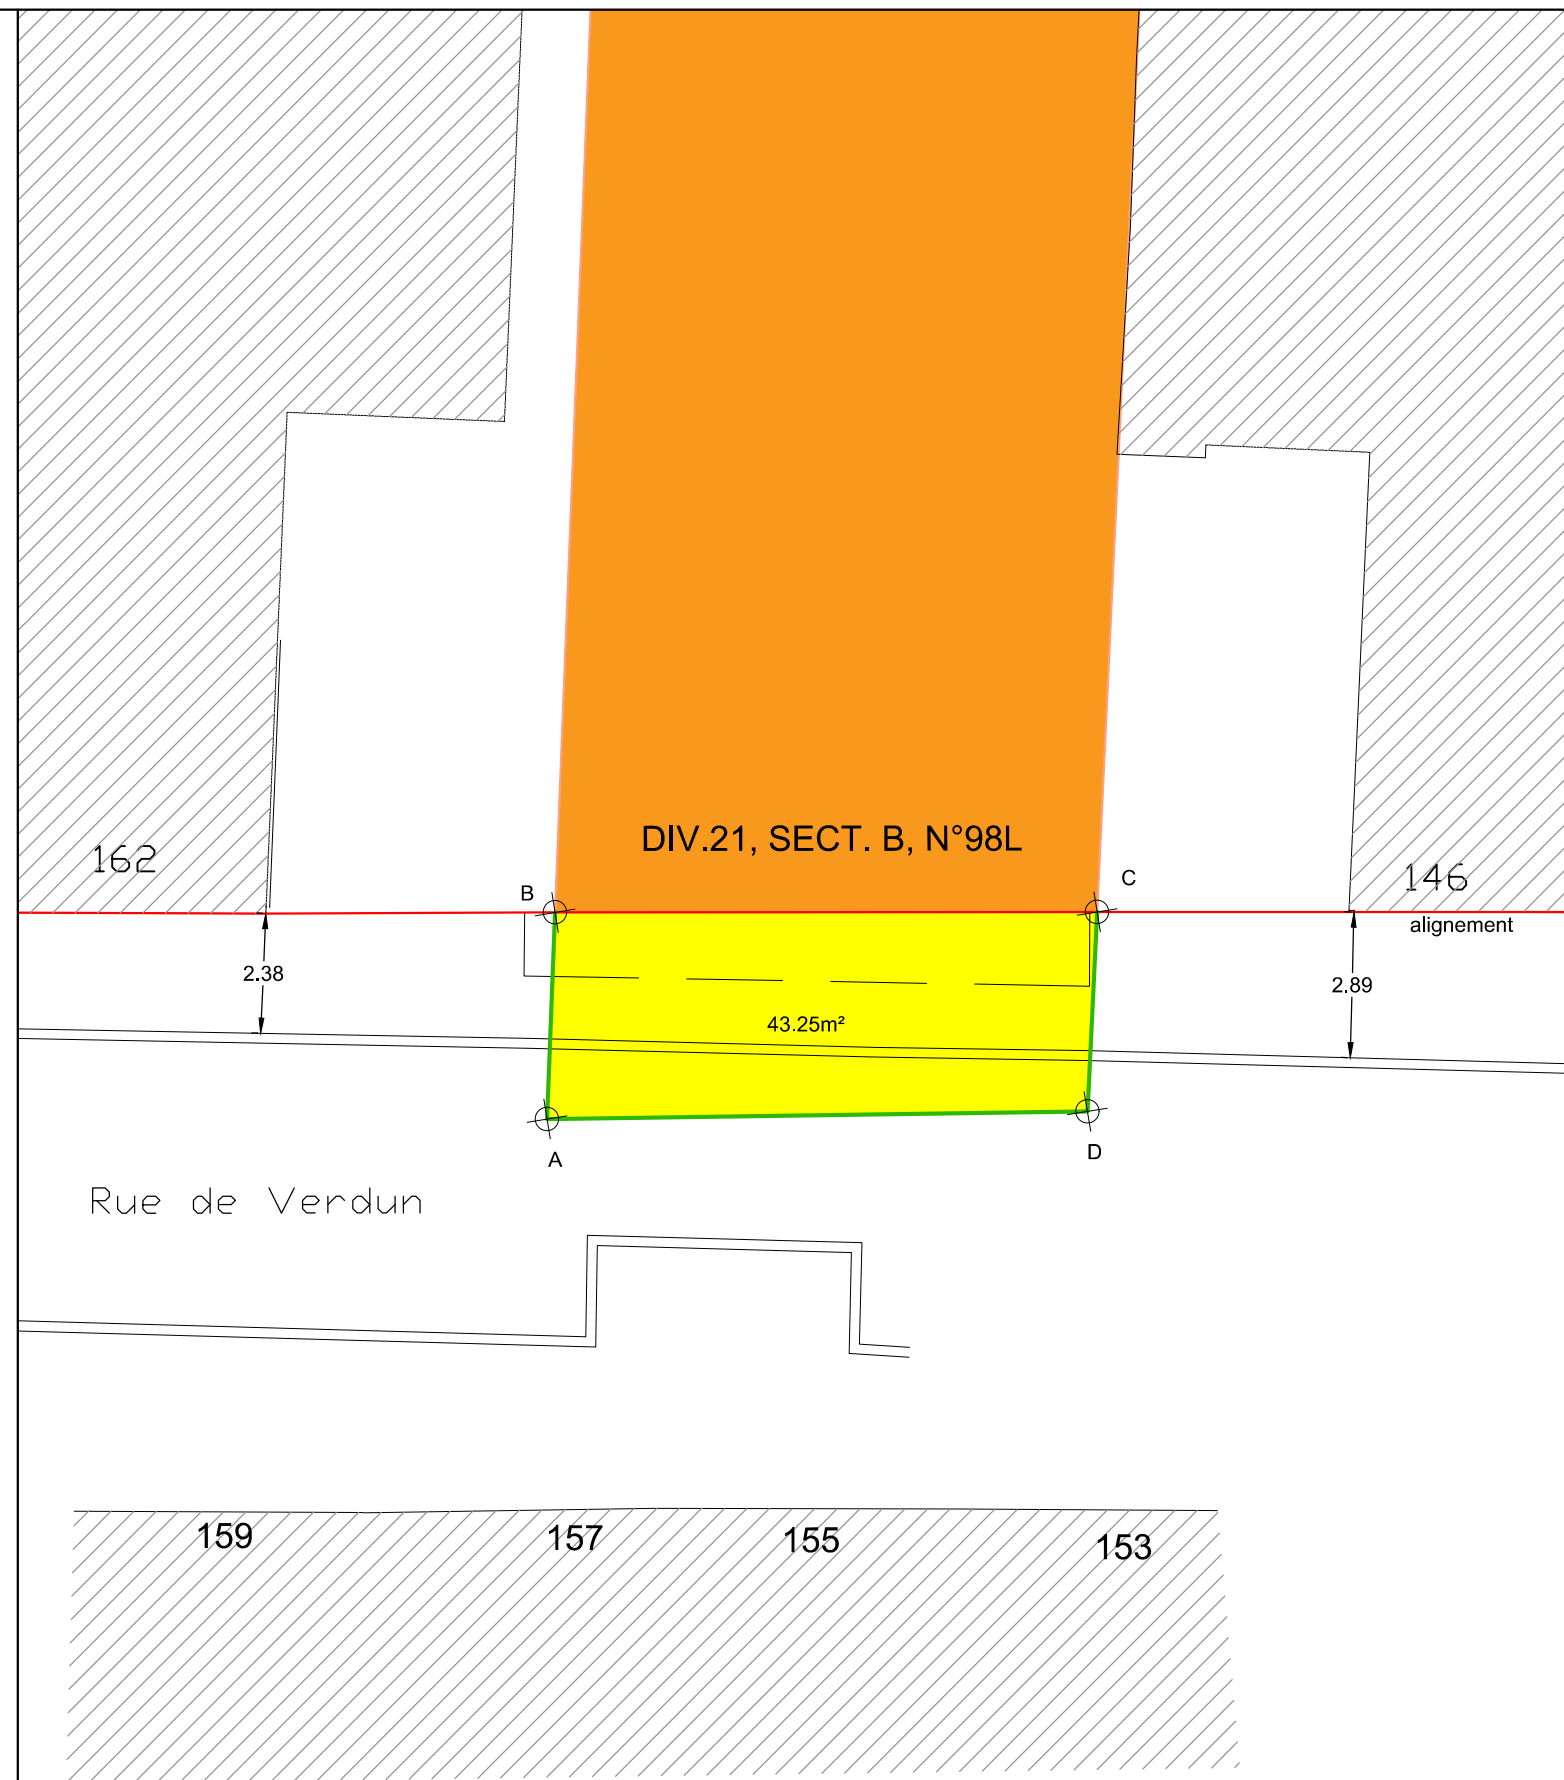 DIV.21, SECT. B, N°98L
162
B
C
146
alignement
2.38
2.89
43.25m²
A
D
Rue de Verdun
159
157
155
153